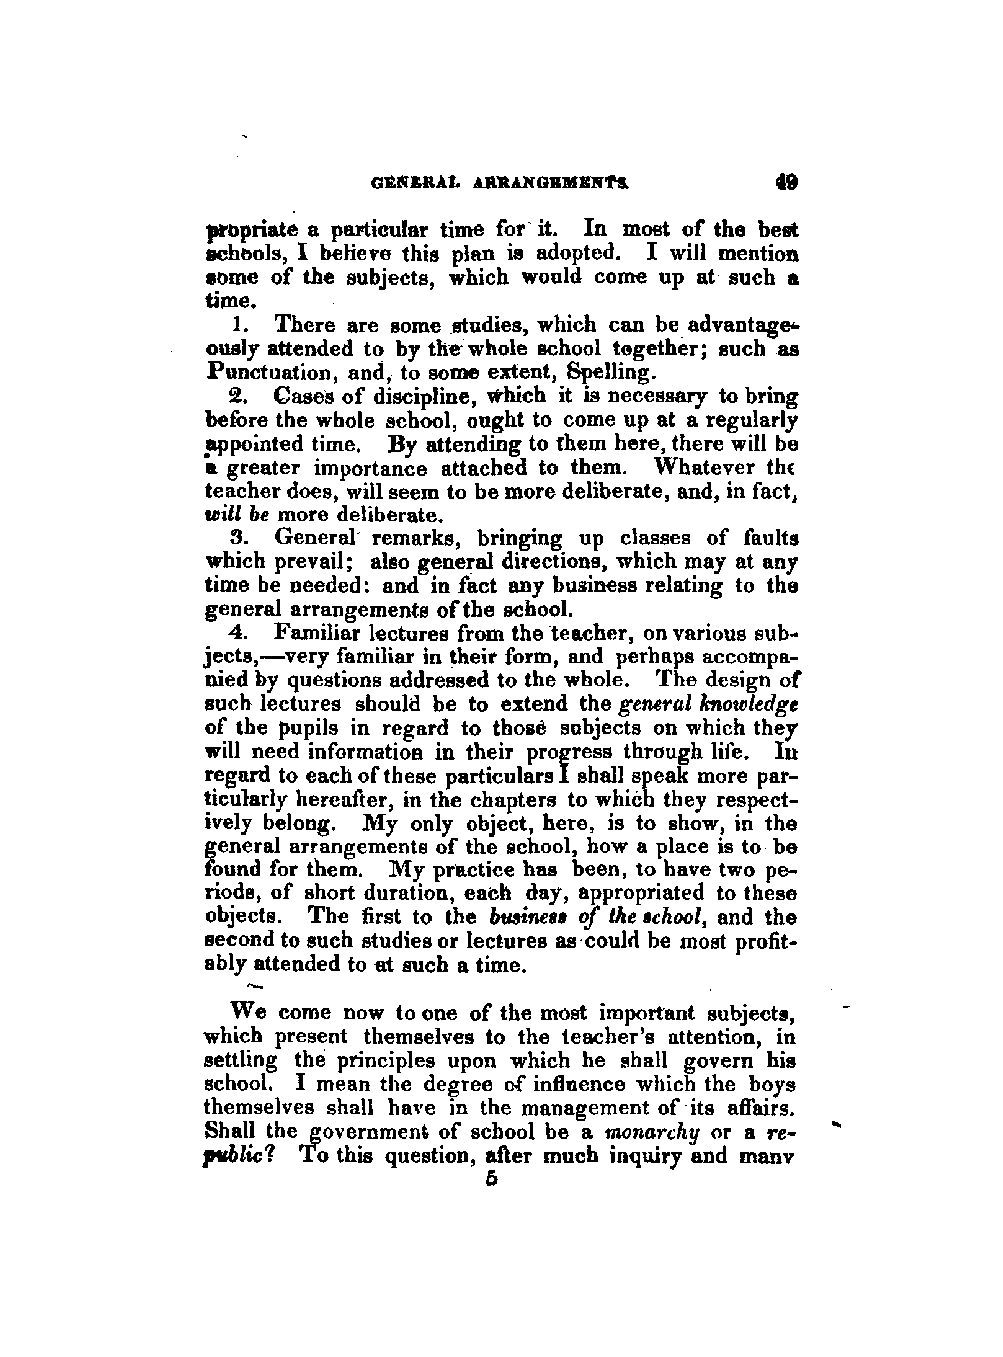 GENERAL ARRANGEMENTS. 49
propriate a particular time for it. In most of the best
schools, I believe this plan is adopted. I will mention
some of the subjects, which would come up at such a
time.
1. There are some studies, which can be advantage-
ously attended to by the whole school together; such as
Punctuation, and, to some extent, Spelling.
2. Cases of discipline, which it is necessary to bring
before the whole school, ought to come up at a regularly
appointed time. By attending to them here, there will be
a greater importance attached to them. Whatever the
teacher does, will seem to be more deliberate, and, in fact,
will be more deliberate.
3. General remarks, bringing up classes of faults
which prevail; also general directions, which may at any
time be needed: and in fact any business relating to the
general arrangements of the school.
4. Familiar lectures from the teacher, on various sub-
jects,—very familiar in their form, and perhaps accompa-
nied by questions addressed to the whole. The design of
such lectures should be to extend the general knowledge
of the pupils in regard to those subjects on which they
will need information in their progress through life. In
regard to each of these particulars I shall speak more par-
ticularly hereafter, in the chapters to which they respect-
ively belong. My only object, here, is to show, in the
general arrangements of the school, how a place is to be
found for them. My practice has been, to have two pe-
riods, of short duration, each day, appropriated to these
objects. The first to the business of the school, and the
second to such studies or lectures as could be most profit-
ably attended to at such a time.
We come now to one of the most important subjects,
which present themselves to the teacher's attention, in
settling the principles upon which he shall govern his
school. I mean the degree of influence which the boys
themselves shall have in the management of its affairs.
Shall the government of school be a monarchy or a re-
public? To this question, after much inquiry and many
5